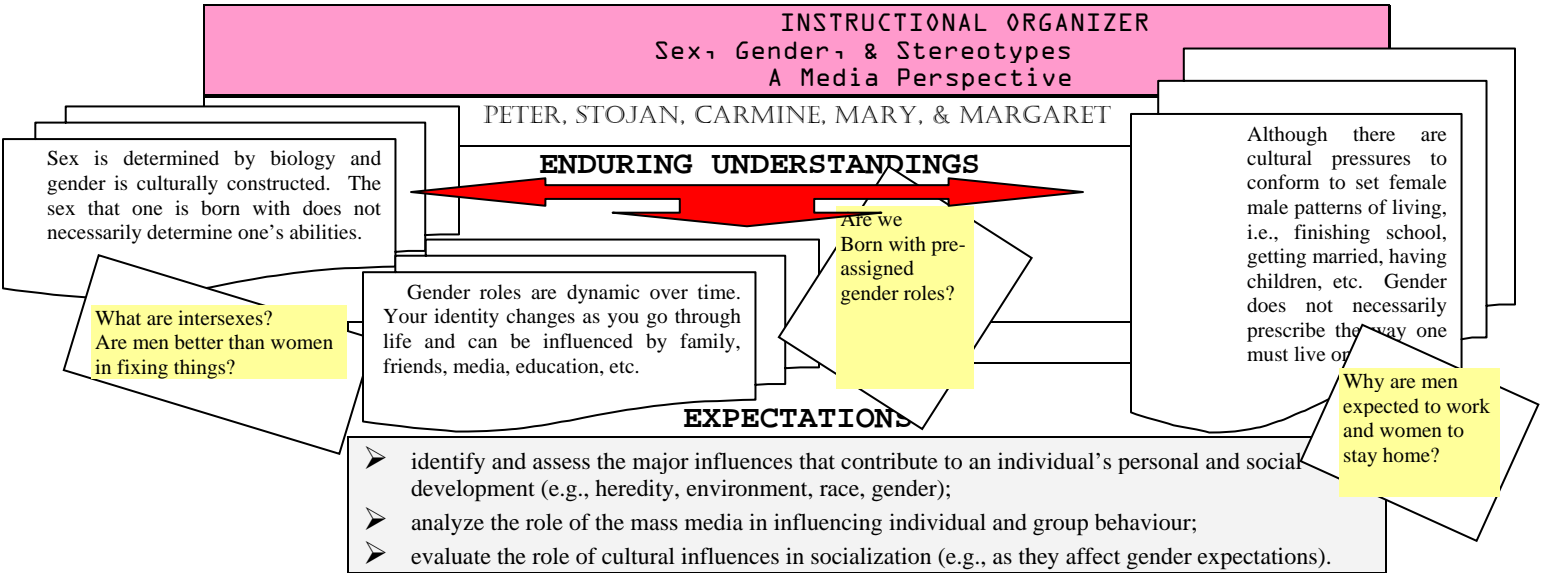 INSTRUCTIONAL ORGANIZER
Sex, Gender, & Stereotypes
A Media Perspective
PETER, STOJAN, CARMINE, MARY, & MARGARET
ENDURING UNDERSTANDINGS
Sex is determined by biology and
gender is culturally constructed. The
sex that one is born with does not
necessarily determine one's abilities.
What are intersexes?
Are men better than women
in fixing things?
Gender roles are dynamic over time.
Your identity changes as you go through
life and can be influenced by family,
friends, media, education, etc.
Are we
Born with pre-
assigned
gender roles?
Although there are
cultural pressures to
conform to set female
male patterns of living,
i.e., finishing school,
getting married, having
children, etc. Gender
does not necessarily
prescribe the way one
must live
Why are men
expected to work
and women to
stay home?
EXPECTATIONS
➢ identify and assess the major influences that contribute to an individual's personal and social
development (e.g., heredity, environment, race, gender);
➢ analyze the role of the mass media in influencing individual and group behaviour;
➢ evaluate the role of cultural influences in socialization (e.g., as they affect gender expectations).